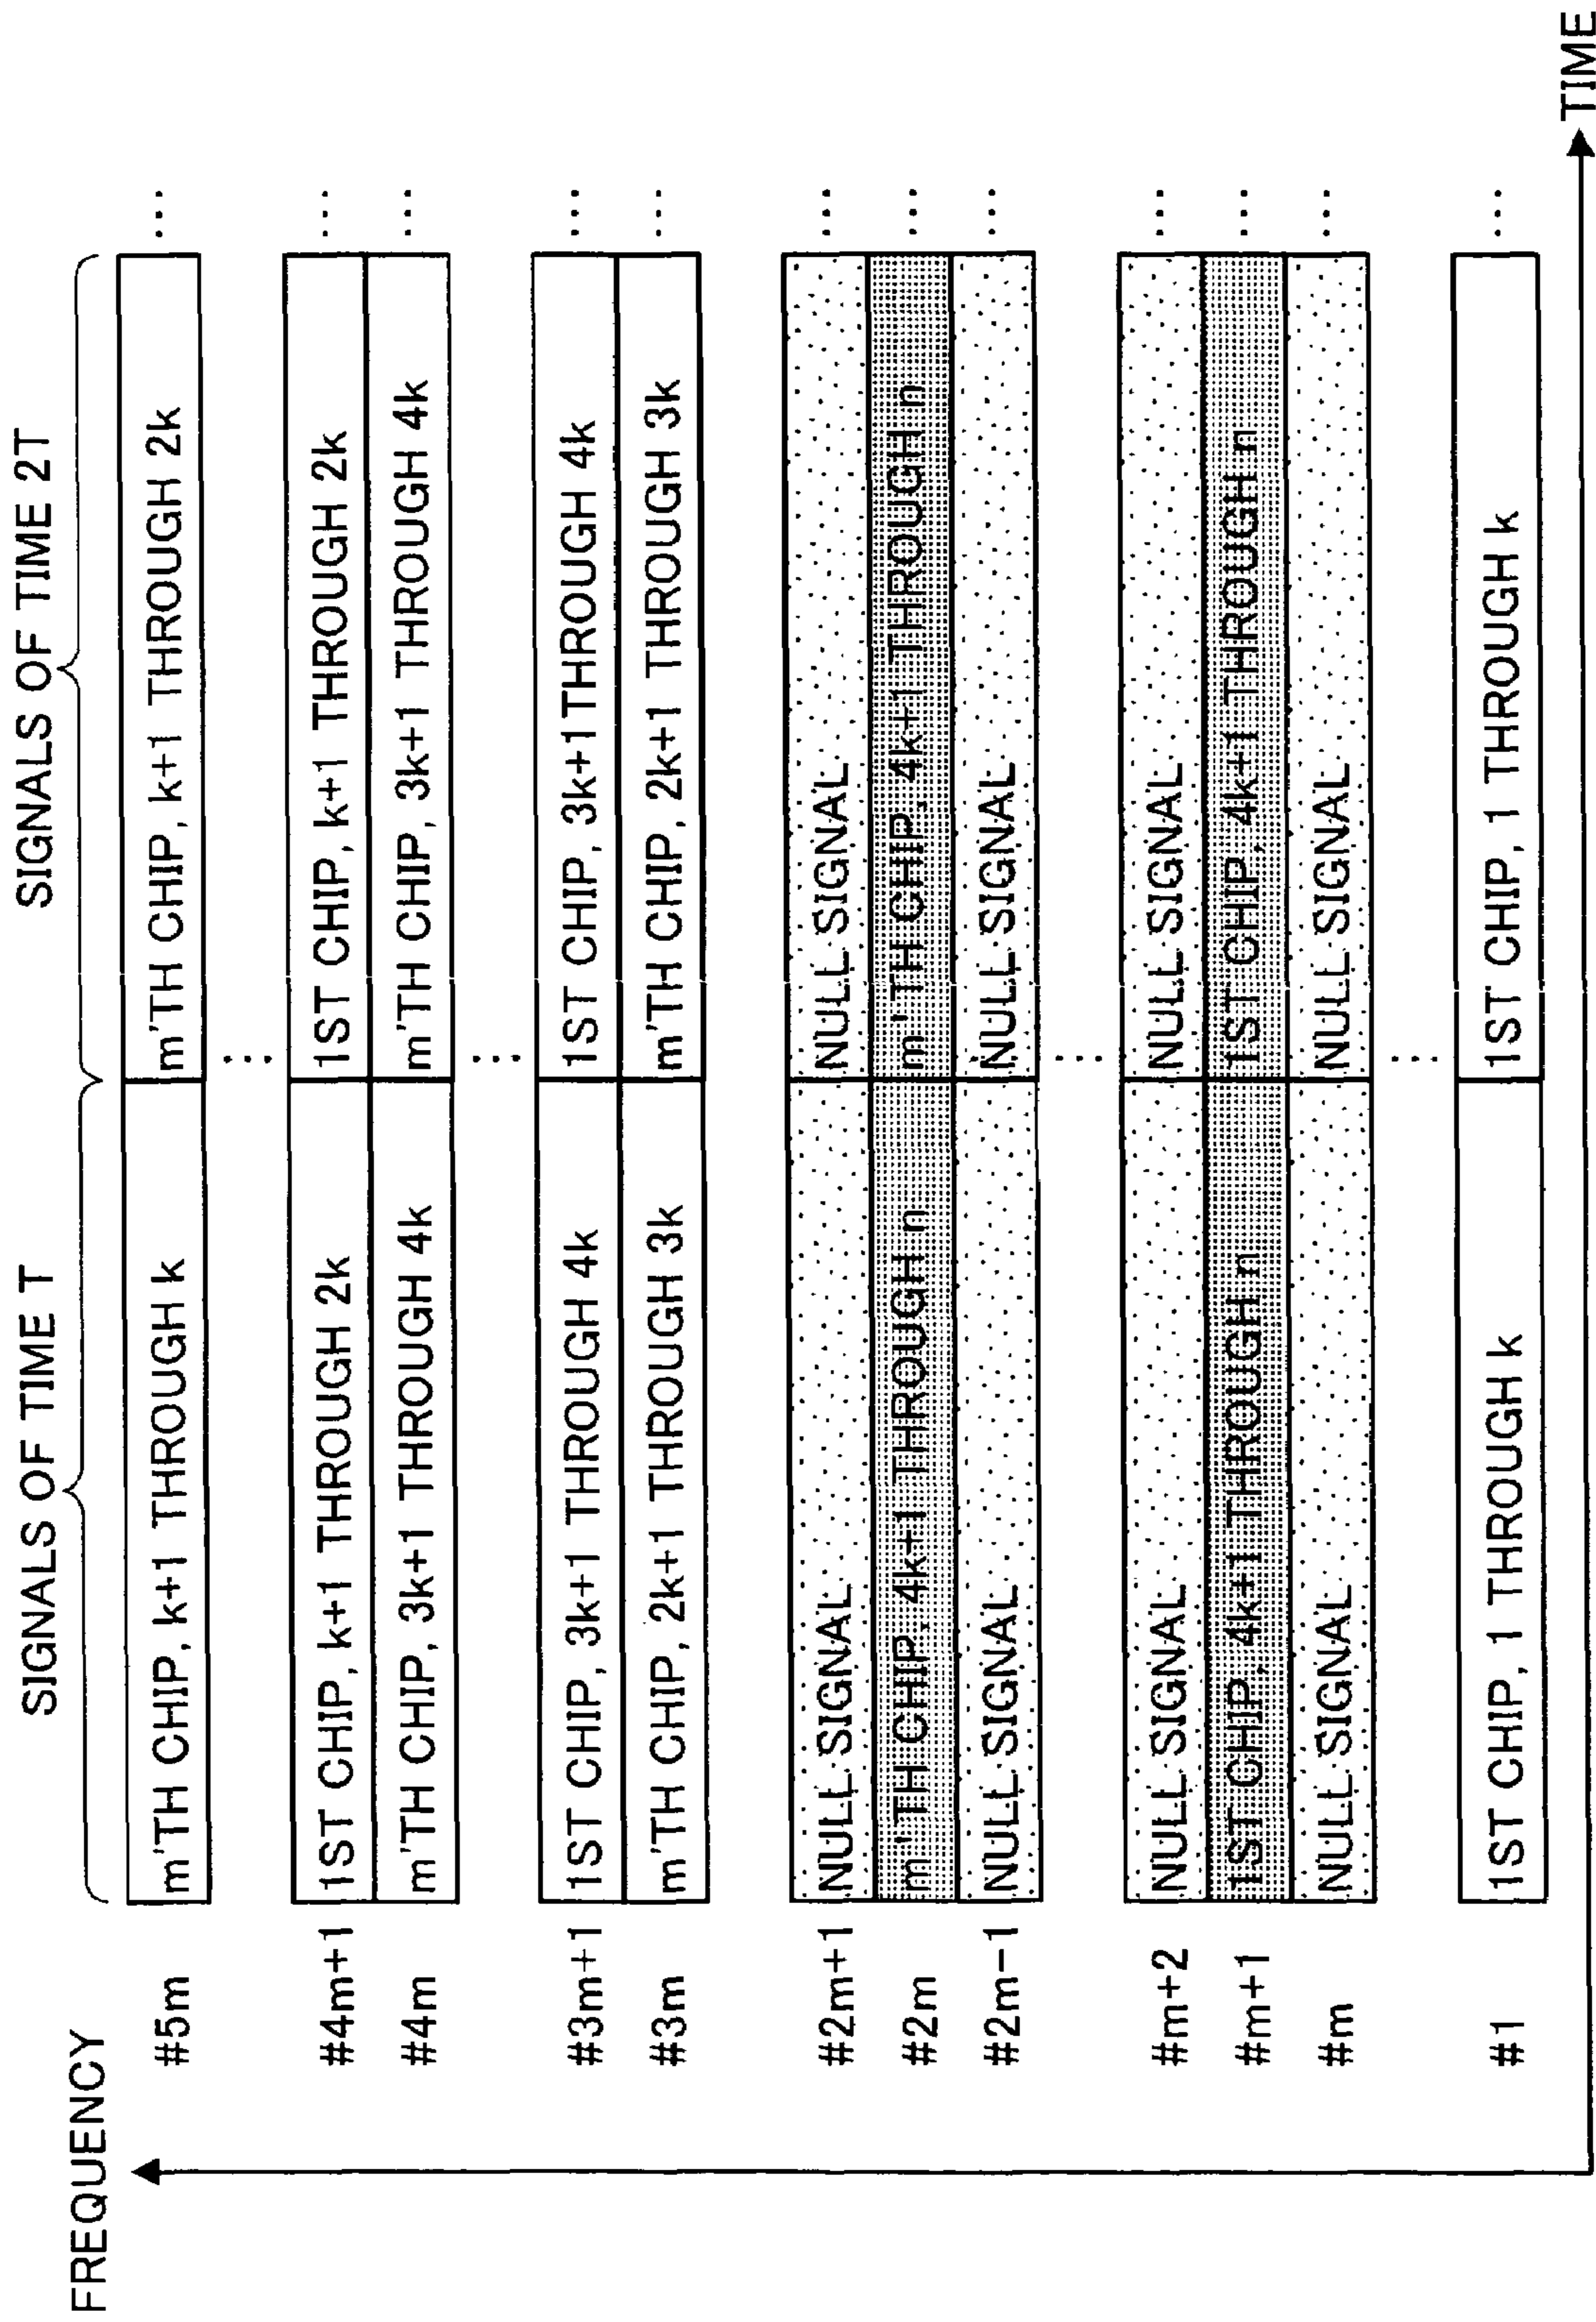 FREQUENCY
SIGNALS OF TIME T
SIGNALS OF TIME 2T
#5m m'TH CHIP, k+1 THROUGH k m'TH CHIP, k+1 THROUGH 2k ...
#4m+1 1ST CHIP, k+1 THROUGH 2k 1ST CHIP, k+1 THROUGH 2k ...
#4m m'TH CHIP, 3k+1 THROUGH 4k m'TH CHIP, 3k+1 THROUGH 4k ...
#3m+1 1ST CHIP, 3k+1 THROUGH 4k 1ST CHIP, 3k+1THROUGH 4k ...
#3m m'TH CHIP, 2k+1 THROUGH 3k m'TH CHIP, 2k+1 THROUGH 3k ...
#2m+1 NULL SIGNAL NULL SIGNAL ...
#2m m'TH CHIP, 4k+1 THROUGH n m'TH CHIP, 4k+1 THROUGH n ...
#2m-1 NULL SIGNAL NULL SIGNAL ...
#m+2 NULL SIGNAL NULL SIGNAL ...
#m+1 1ST CHIP, 4k+1 THROUGH n 1ST CHIP, 4k+1 THROUGH n ...
#m NULL SIGNAL NULL SIGNAL ...
#1 1ST CHIP, 1 THROUGH k 1ST CHIP, 1 THROUGH k ...
TIME